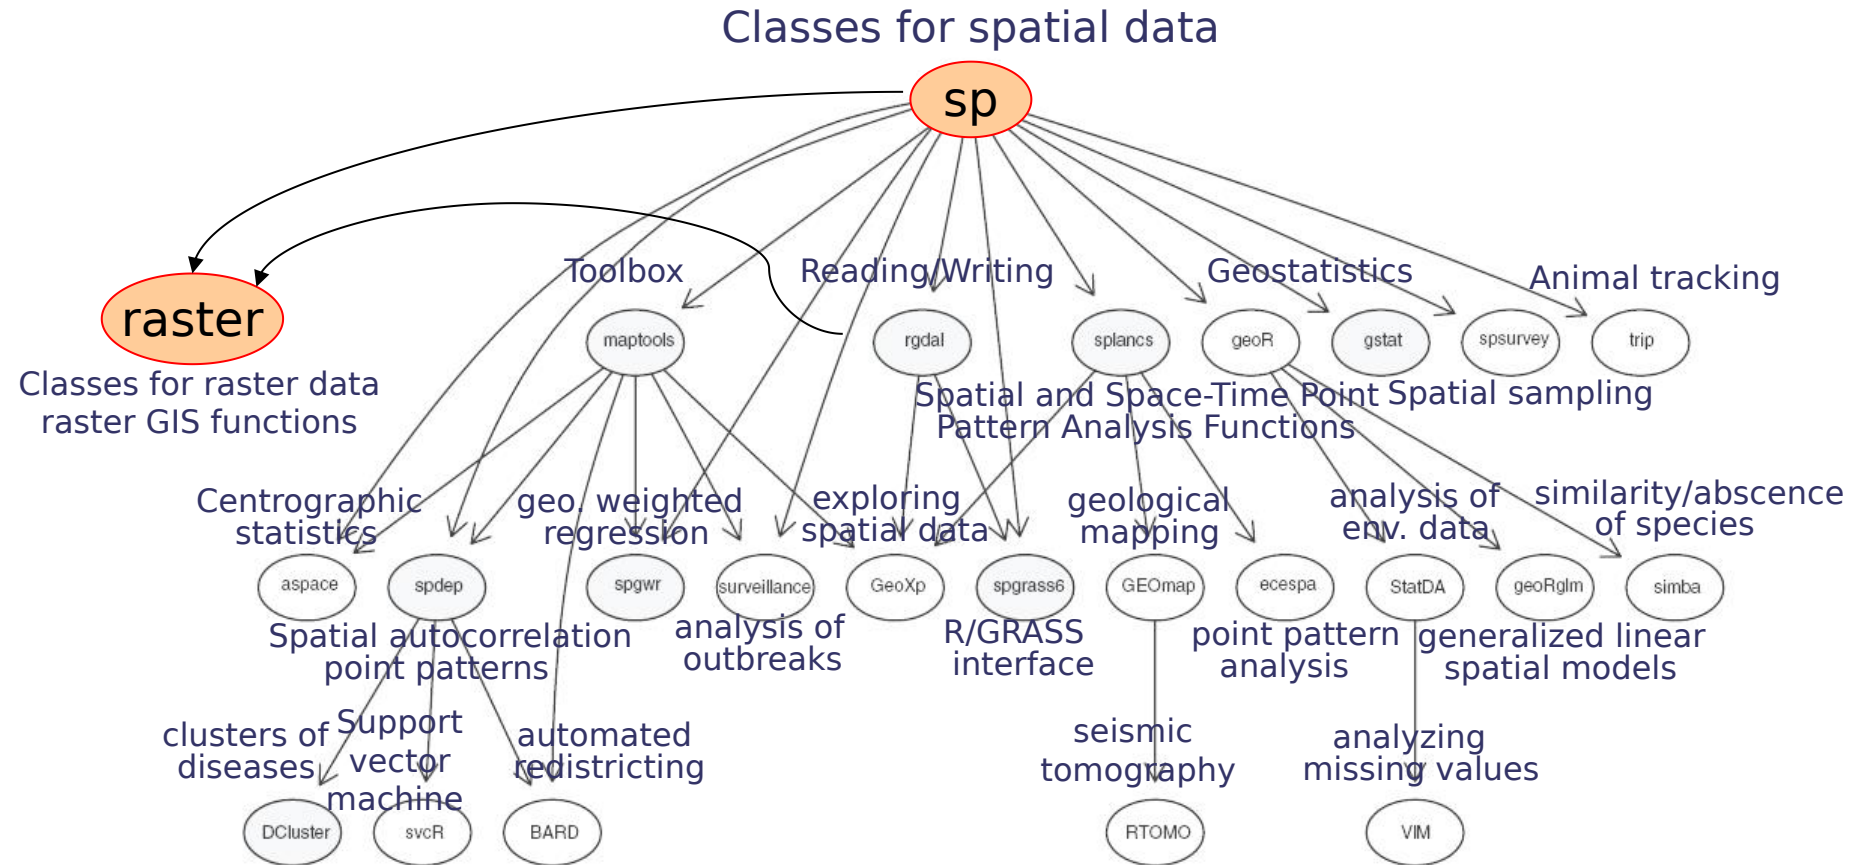 Classes for spatial data
sp
Toolbox
Reading/Writing
Geostatistics
Animal tracking
raster
maptools
rgdal
splancs
geoR
gstat
spsurvey
trip
Classes for raster data
raster GIS functions
Spatial and Space-Time Point
Pattern Analysis Functions
Spatial sampling
Centrographic
statistics
geo. weighted
regression
exploring
spatial data
geological
mapping
analysis of
env. data
similarity/abscence
of species
aspace
spdep
spgwr
surveillance
GeoXp
spgrass6
GEOmap
ecespa
StatDA
geoRglm
simba
Spatial autocorrelation
point patterns
analysis of
outbreaks
R/GRASS
interface
point pattern
analysis
generalized linear
spatial models
clusters of
diseases
Support
vector
machine
automated
redistricting
seismic
tomography
analyzing
missing values
DCluster
svcR
BARD
RTOMO
VIM